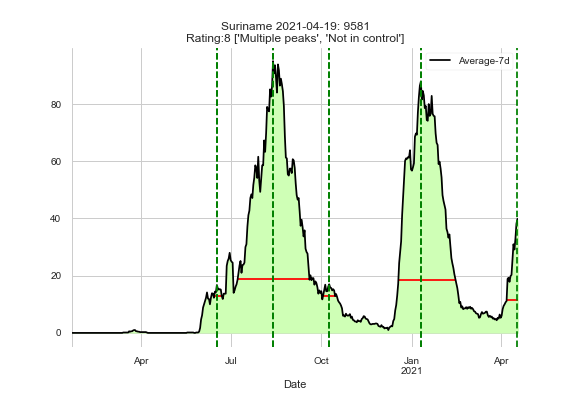 Suriname 2021-04-19: 9581
Rating:8 ['Multiple peaks', 'Not in control']
Average-7d
80
60
40
20
0
Apr
Jul
Oct
Jan
2021
Apr
Date